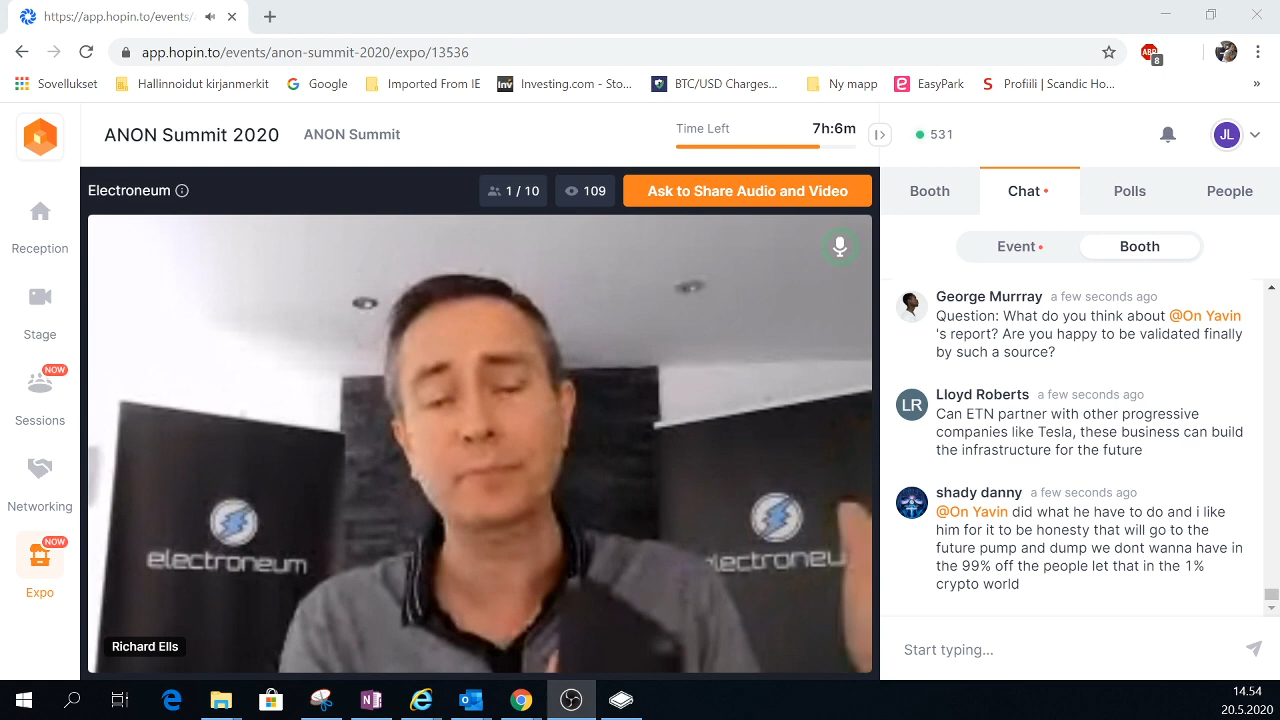 https://app.hopin.to/events/
app.hopin.to/events/anon-summit-2020/expo/13536
ABP
8
Sovellukset
Hallinnoidut kirjanmerkit
Google
Imported From IE
Inv
Investing.com - Sto...
BTC/USD Charges...
Ny mapp
EasyPark
S
Profiili | Scandic Ho...
»
ANON Summit 2020
ANON Summit
Time Left
7h:6m
531
JL
Electroneum
1 / 10
109
Ask to Share Audio and Video
Reception
Stage
NOW
Sessions
Networking
NOW
Expo
electroneum
electroneum
Richard Ells
Booth
Chat
Polls
People
Event
Booth
George Murrray a few seconds ago
Question: What do you think about @On Yavin
's report? Are you happy to be validated finally
by such a source?
LR
Lloyd Roberts a few seconds ago
Can ETN partner with other progressive
companies like Tesla, these business can build
the infrastructure for the future
shady danny a few seconds ago
@On Yavin did what he have to do and i like
him for it to be honesty that will go to the
future pump and dump we dont wanna have in
the 99% off the people let that in the 1%
crypto world
Start typing...
14.54
20.5.2020